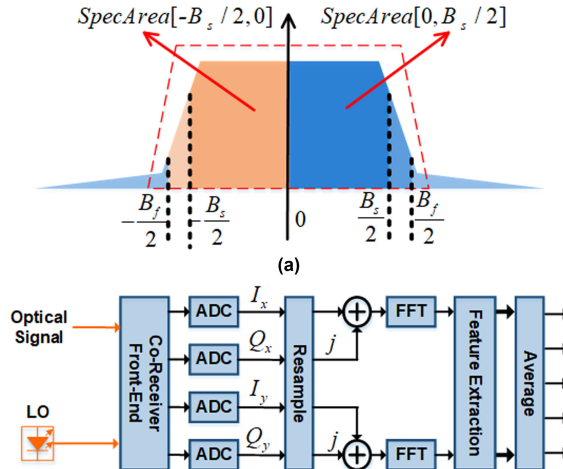 SpecArea[-B_s / 2,0] SpecArea[0, B_s / 2]
-B_f/2 -B_s/2 0 B_s/2 B_f/2
(a)
Optical Signal
LO
Co-Receiver Front-End
ADC I_x
ADC Q_x
ADC I_y
ADC Q_y
Resample
j
j
FFT
FFT
Feature Extraction
Average